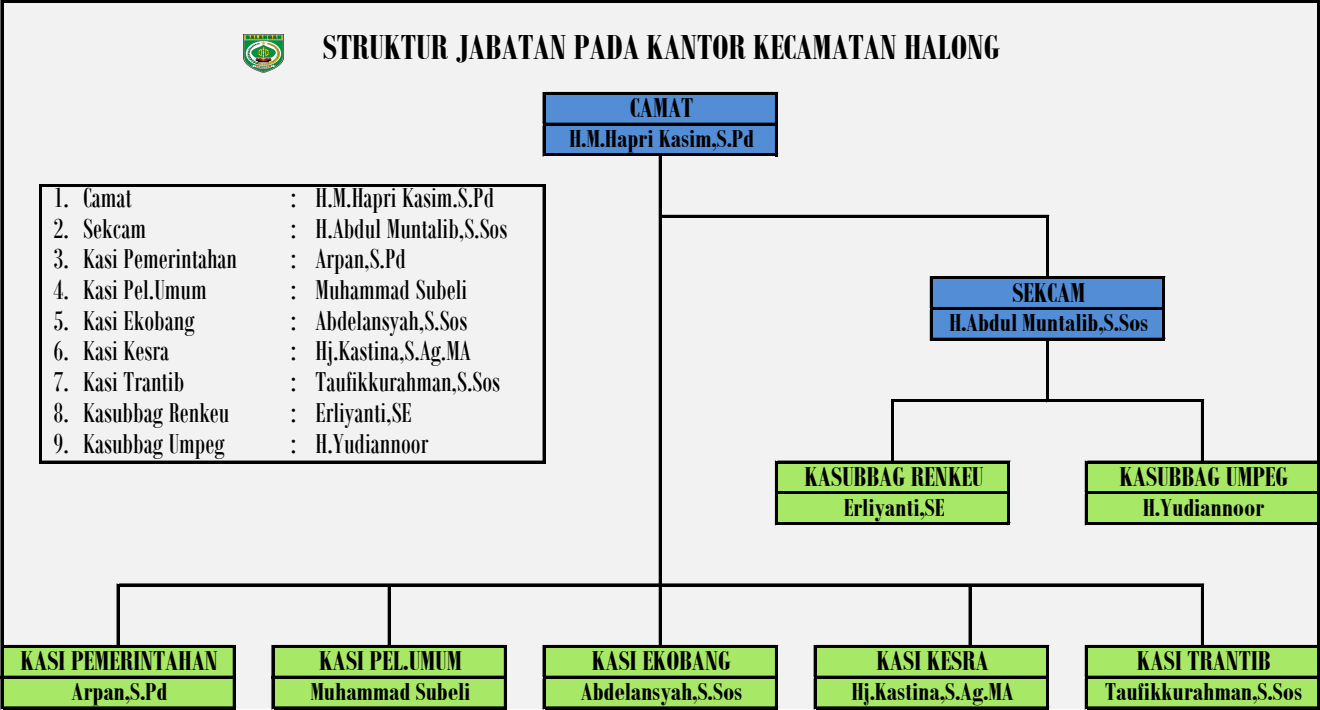 BALANGAN
STRUKTUR JABATAN PADA KANTOR KECAMATAN HALONG
CAMAT
H.M.Hapri Kasim,S.Pd
1. Camat : H.M.Hapri Kasim.S.Pd
2. Sekcam : H.Abdul Muntalib,S.Sos
3. Kasi Pemerintahan : Arpan,S.Pd
4. Kasi Pel.Umum : Muhammad Subeli
5. Kasi Ekobang : Abdelansyah,S.Sos
6. Kasi Kesra : Hj.Kastina,S.Ag.MA
7. Kasi Trantib : Taufikkurahman,S.Sos
8. Kasubbag Renkeu : Erliyanti,SE
9. Kasubbag Umpeg : H.Yudiannoor
SEKCAM
H.Abdul Muntalib,S.Sos
KASUBBAG RENKEU
Erliyanti,SE
KASUBBAG UMPEG
H.Yudiannoor
KASI PEMERINTAHAN
Arpan,S.Pd
KASI PEL.UMUM
Muhammad Subeli
KASI EKOBANG
Abdelansyah,S.Sos
KASI KESRA
Hj.Kastina,S.Ag.MA
KASI TRANTIB
Taufikkurahman,S.Sos